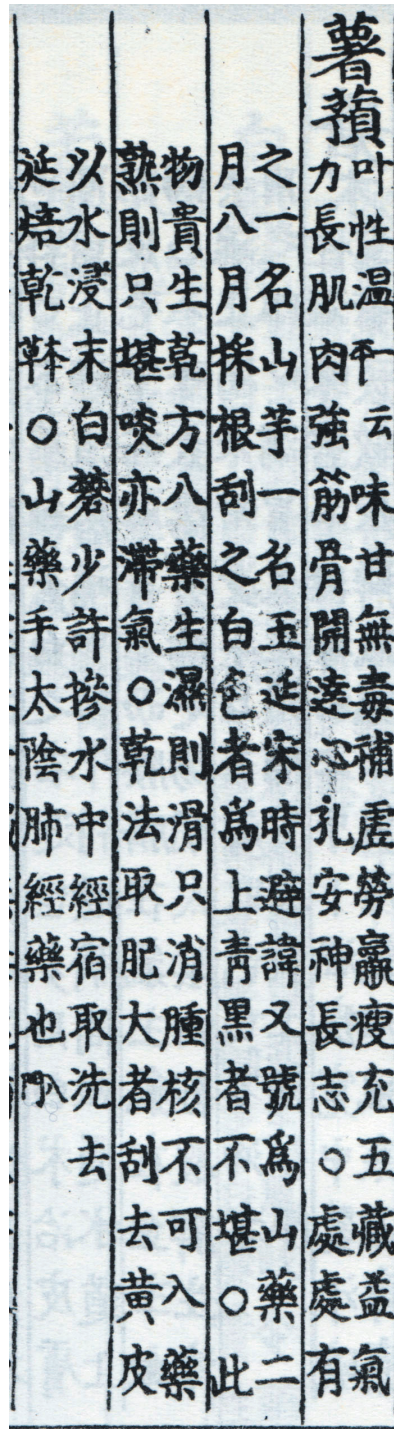 薯蕷
마性温一云平味甘無毒補虛勞羸瘦充五藏益氣
力長肌肉強筋骨開達心孔安神長志○處處有
之一名山芋一名玉延宋時避諱又號爲山藥二
月八月採根刮之白色者爲上青黑者不堪○此
物貴生乾方入藥生濕則滑只消腫核不可入藥
熟則只堪啖亦滯氣○乾法取肥大者刮去黃皮
以水浸末白礬少許摻水中經宿取洗去
涎焙乾本草○山藥手太陰肺經藥也入門